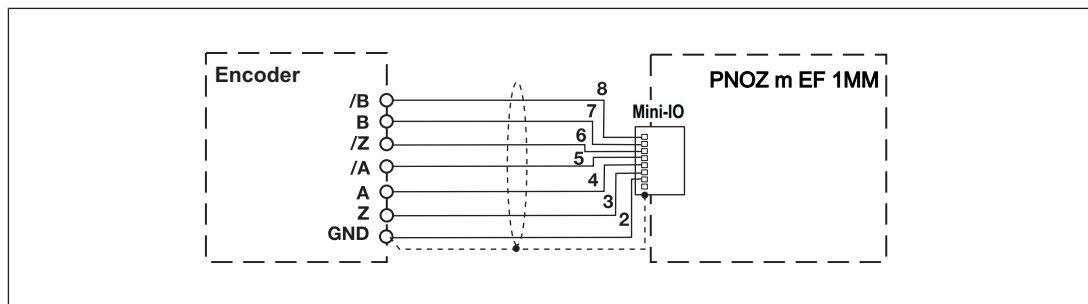 Encoder
PNOZ m EF 1MM
Mini-IO
/B
8
B
7
/Z
6
/A
5
A
4
Z
3
GND
2